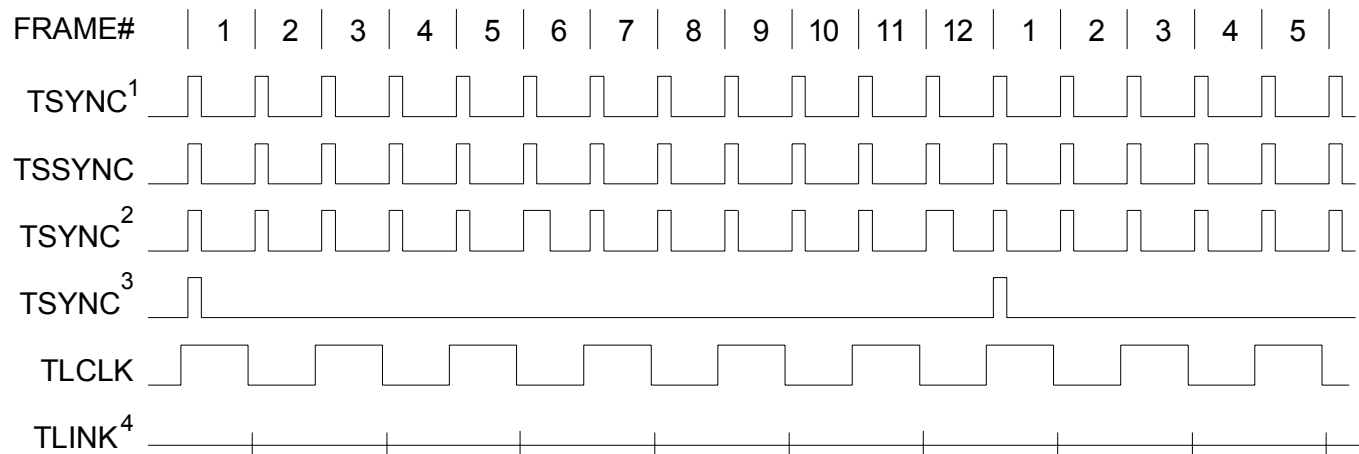 FRAME# 1 2 3 4 5 6 7 8 9 10 11 12 1 2 3 4 5
TSYNC¹
TSSYNC
TSYNC²
TSYNC³
TLCLK
TLINK⁴